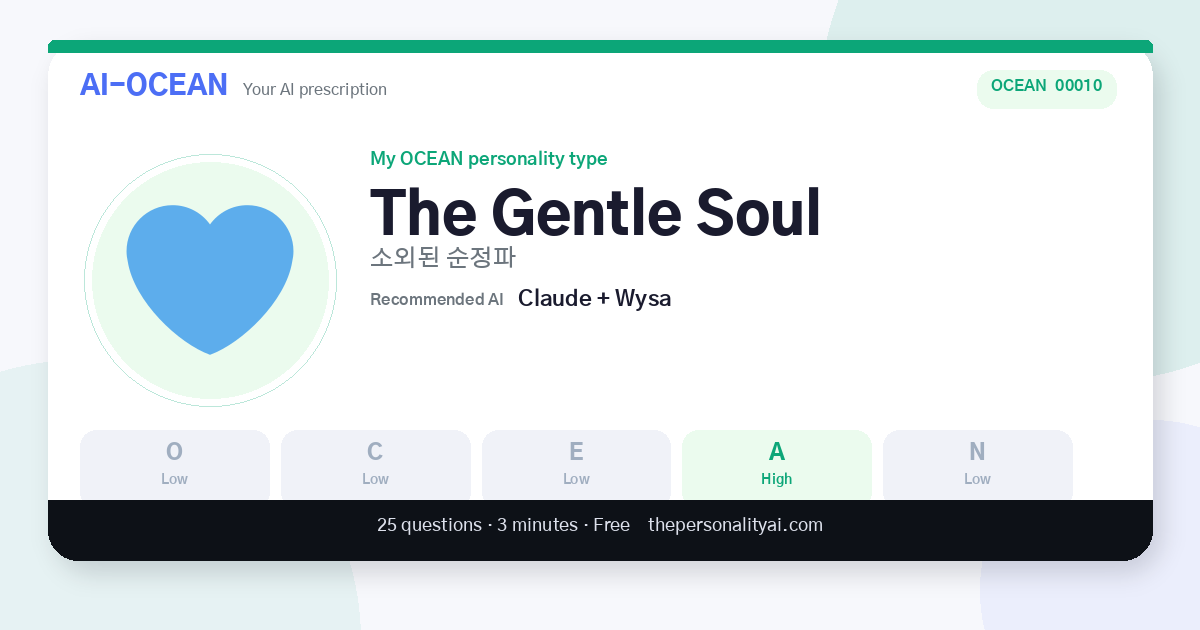 AI-OCEAN Your AI prescription
OCEAN 00010
My OCEAN personality type
The Gentle Soul
소외된 순정파
Recommended AI Claude + Wysa
O C E A N
Low Low Low High Low
25 questions · 3 minutes · Free thepersonalityai.com